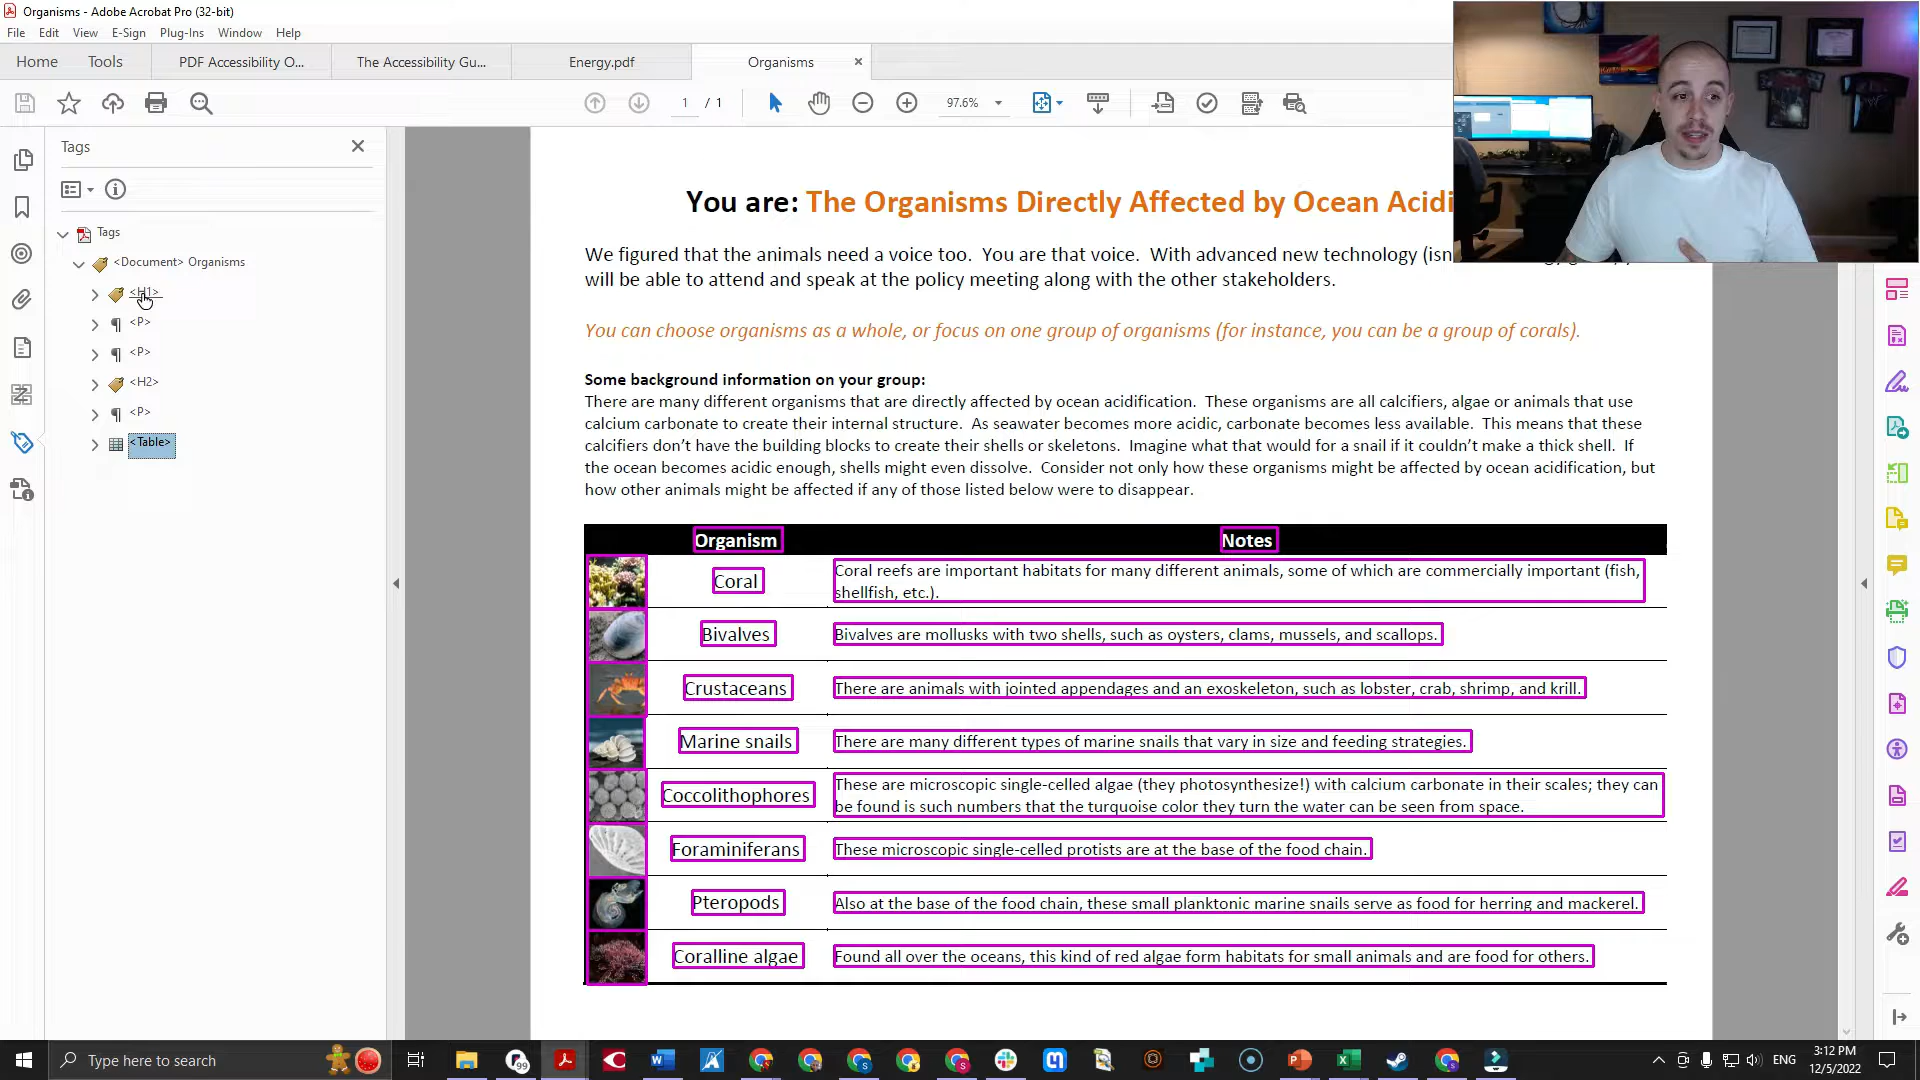 Organisms - Adobe Acrobat Pro (32-bit)
File Edit View E-Sign Plug-Ins Window Help
Home Tools PDF Accessibility O... The Accessibility Gu... Energy.pdf Organisms
1 / 1 97.6%
Tags
Tags
<Document> Organisms
<H1>
<P>
<P>
<H2>
<P>
<Table>
You are: The Organisms Directly Affected by Ocean Acidi
We figured that the animals need a voice too. You are that voice. With advanced new technology (isn
will be able to attend and speak at the policy meeting along with the other stakeholders.
You can choose organisms as a whole, or focus on one group of organisms (for instance, you can be a group of corals).
Some background information on your group:
There are many different organisms that are directly affected by ocean acidification. These organisms are all calcifiers, algae or animals that use
calcium carbonate to create their internal structure. As seawater becomes more acidic, carbonate becomes less available. This means that these
calcifiers don't have the building blocks to create their shells or skeletons. Imagine what that would for a snail if it couldn't make a thick shell. If
the ocean becomes acidic enough, shells might even dissolve. Consider not only how these organisms might be affected by ocean acidification, but
how other animals might be affected if any of those listed below were to disappear.
Organism Notes
Coral Coral reefs are important habitats for many different animals, some of which are commercially important (fish,
shellfish, etc.).
Bivalves Bivalves are mollusks with two shells, such as oysters, clams, mussels, and scallops.
Crustaceans There are animals with jointed appendages and an exoskeleton, such as lobster, crab, shrimp, and krill.
Marine snails There are many different types of marine snails that vary in size and feeding strategies.
Coccolithophores These are microscopic single-celled algae (they photosynthesize!) with calcium carbonate in their scales; they can
be found is such numbers that the turquoise color they turn the water can be seen from space.
Foraminiferans These microscopic single-celled protists are at the base of the food chain.
Pteropods Also at the base of the food chain, these small planktonic marine snails serve as food for herring and mackerel.
Coralline algae Found all over the oceans, this kind of red algae form habitats for small animals and are food for others.
Type here to search
99
ENG
3:12 PM
12/5/2022